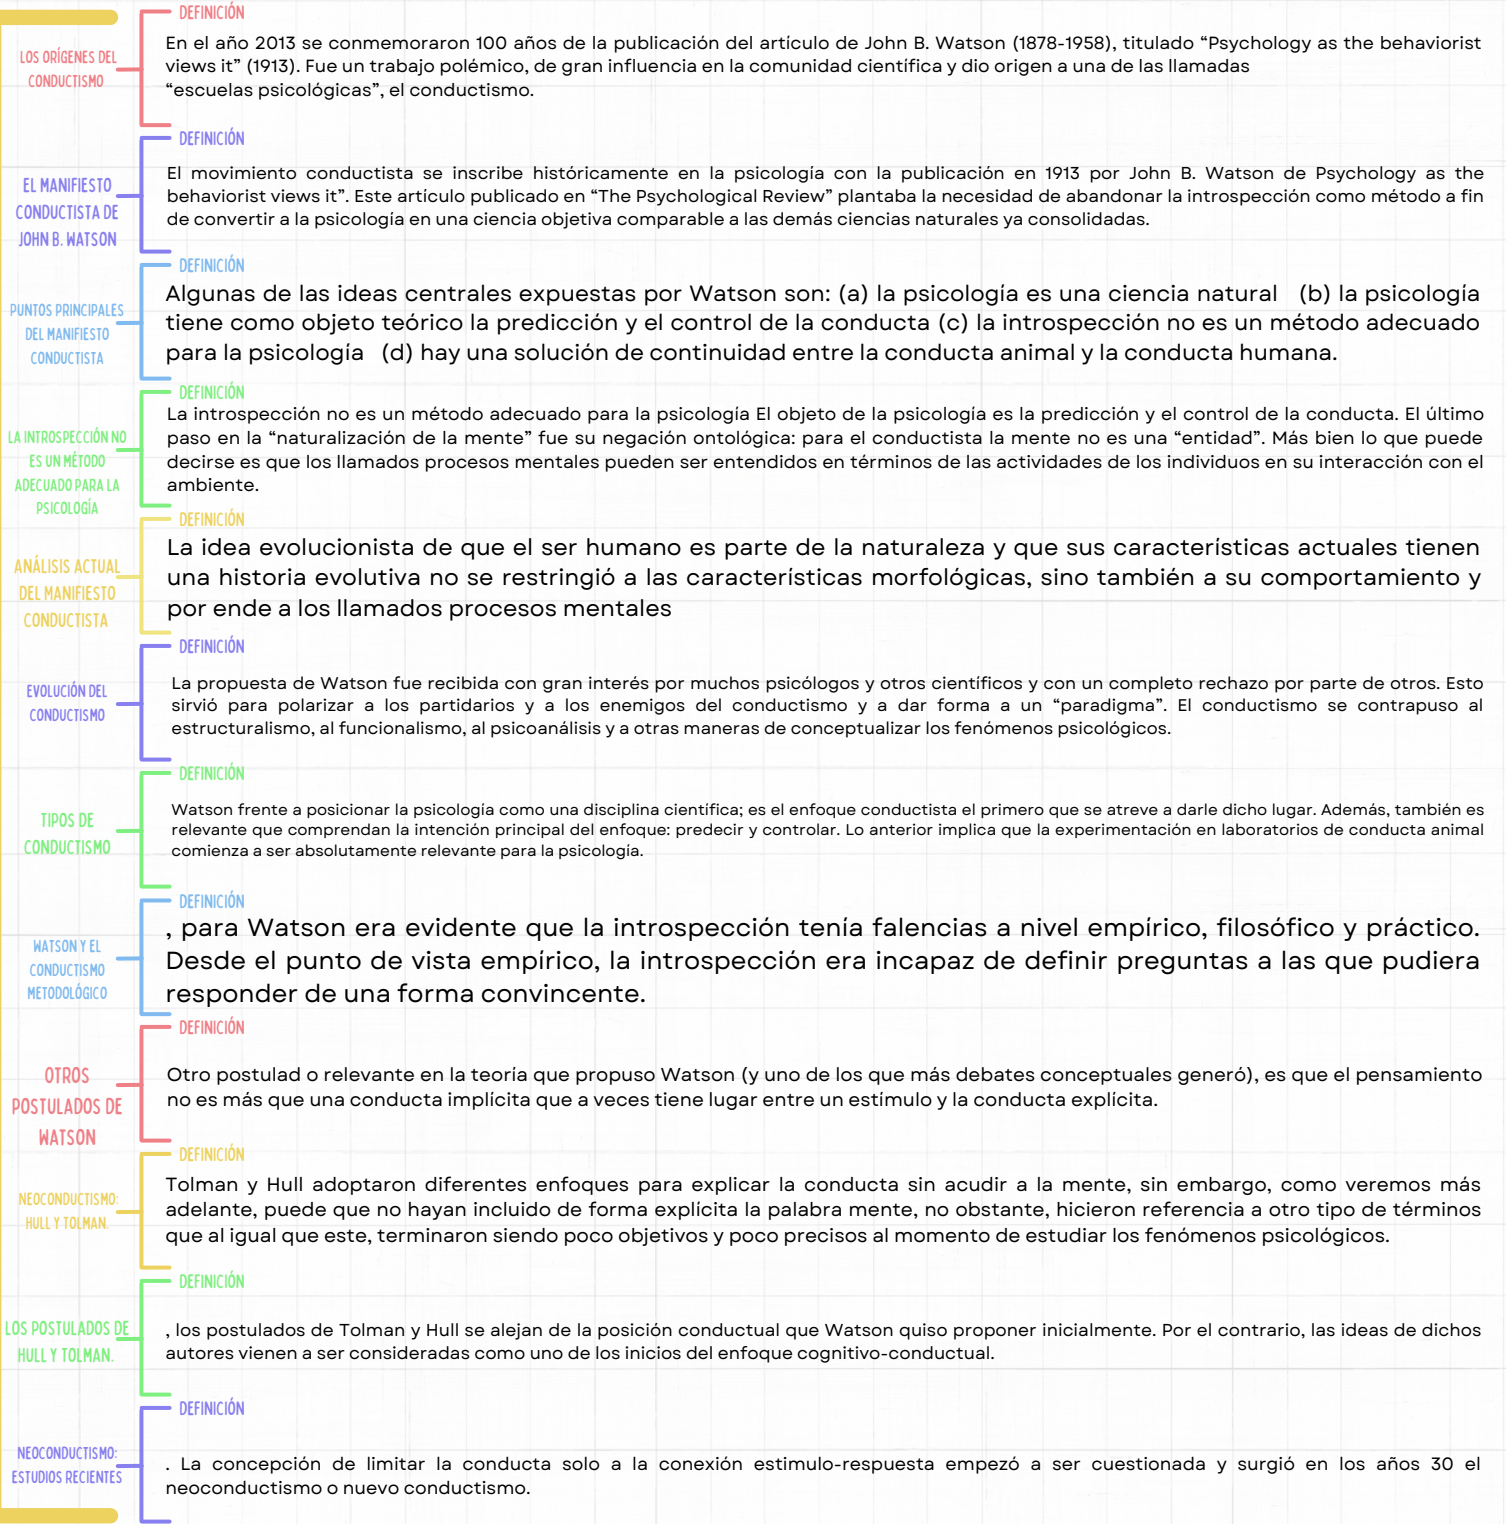 DEFINICIÓN
LOS ORÍGENES DEL
CONDUCTISMO
En el año 2013 se conmemoraron 100 años de la publicación del artículo de John B. Watson (1878-1958), titulado “Psychology as the behaviorist
views it” (1913). Fue un trabajo polémico, de gran influencia en la comunidad científica y dio origen a una de las llamadas
“escuelas psicológicas”, el conductismo.
DEFINICIÓN
EL MANIFIESTO
CONDUCTISTA DE
JOHN B. WATSON
El movimiento conductista se inscribe históricamente en la psicología con la publicación en 1913 por John B. Watson de Psychology as the
behaviorist views it”. Este artículo publicado en “The Psychological Review” plantaba la necesidad de abandonar la introspección como método a fin
de convertir a la psicología en una ciencia objetiva comparable a las demás ciencias naturales ya consolidadas.
DEFINICIÓN
PUNTOS PRINCIPALES
DEL MANIFIESTO
CONDUCTISTA
Algunas de las ideas centrales expuestas por Watson son: (a) la psicología es una ciencia natural (b) la psicología
tiene como objeto teórico la predicción y el control de la conducta (c) la introspección no es un método adecuado
para la psicología (d) hay una solución de continuidad entre la conducta animal y la conducta humana.
DEFINICIÓN
LA INTROSPECCIÓN NO
ES UN MÉTODO
ADECUADO PARA LA
PSICOLOGÍA
La introspección no es un método adecuado para la psicología El objeto de la psicología es la predicción y el control de la conducta. El último
paso en la “naturalización de la mente” fue su negación ontológica: para el conductista la mente no es una “entidad”. Más bien lo que puede
decirse es que los llamados procesos mentales pueden ser entendidos en términos de las actividades de los individuos en su interacción con el
ambiente.
DEFINICIÓN
ANÁLISIS ACTUAL
DEL MANIFIESTO
CONDUCTISTA
La idea evolucionista de que el ser humano es parte de la naturaleza y que sus características actuales tienen
una historia evolutiva no se restringió a las características morfológicas, sino también a su comportamiento y
por ende a los llamados procesos mentales
DEFINICIÓN
EVOLUCIÓN DEL
CONDUCTISMO
La propuesta de Watson fue recibida con gran interés por muchos psicólogos y otros científicos y con un completo rechazo por parte de otros. Esto
sirvió para polarizar a los partidarios y a los enemigos del conductismo y a dar forma a un “paradigma”. El conductismo se contrapuso al
estructuralismo, al funcionalismo, al psicoanálisis y a otras maneras de conceptualizar los fenómenos psicológicos.
DEFINICIÓN
TIPOS DE
CONDUCTISMO
Watson frente a posicionar la psicología como una disciplina científica; es el enfoque conductista el primero que se atreve a darle dicho lugar. Además, también es
relevante que comprendan la intención principal del enfoque: predecir y controlar. Lo anterior implica que la experimentación en laboratorios de conducta animal
comienza a ser absolutamente relevante para la psicología.
DEFINICIÓN
WATSON Y EL
CONDUCTISMO
METODOLÓGICO
, para Watson era evidente que la introspección tenía falencias a nivel empírico, filosófico y práctico.
Desde el punto de vista empírico, la introspección era incapaz de definir preguntas a las que pudiera
responder de una forma convincente.
DEFINICIÓN
OTROS
POSTULADOS DE
WATSON
Otro postulad o relevante en la teoría que propuso Watson (y uno de los que más debates conceptuales generó), es que el pensamiento
no es más que una conducta implícita que a veces tiene lugar entre un estímulo y la conducta explícita.
DEFINICIÓN
NEOCONDUCTISMO:
HULL Y TOLMAN.
Tolman y Hull adoptaron diferentes enfoques para explicar la conducta sin acudir a la mente, sin embargo, como veremos más
adelante, puede que no hayan incluido de forma explícita la palabra mente, no obstante, hicieron referencia a otro tipo de términos
que al igual que este, terminaron siendo poco objetivos y poco precisos al momento de estudiar los fenómenos psicológicos.
DEFINICIÓN
LOS POSTULADOS DE
HULL Y TOLMAN.
, los postulados de Tolman y Hull se alejan de la posición conductual que Watson quiso proponer inicialmente. Por el contrario, las ideas de dichos
autores vienen a ser consideradas como uno de los inicios del enfoque cognitivo-conductual.
DEFINICIÓN
NEOCONDUCTISMO:
ESTUDIOS RECIENTES
. La concepción de limitar la conducta solo a la conexión estimulo-respuesta empezó a ser cuestionada y surgió en los años 30 el
neoconductismo o nuevo conductismo.